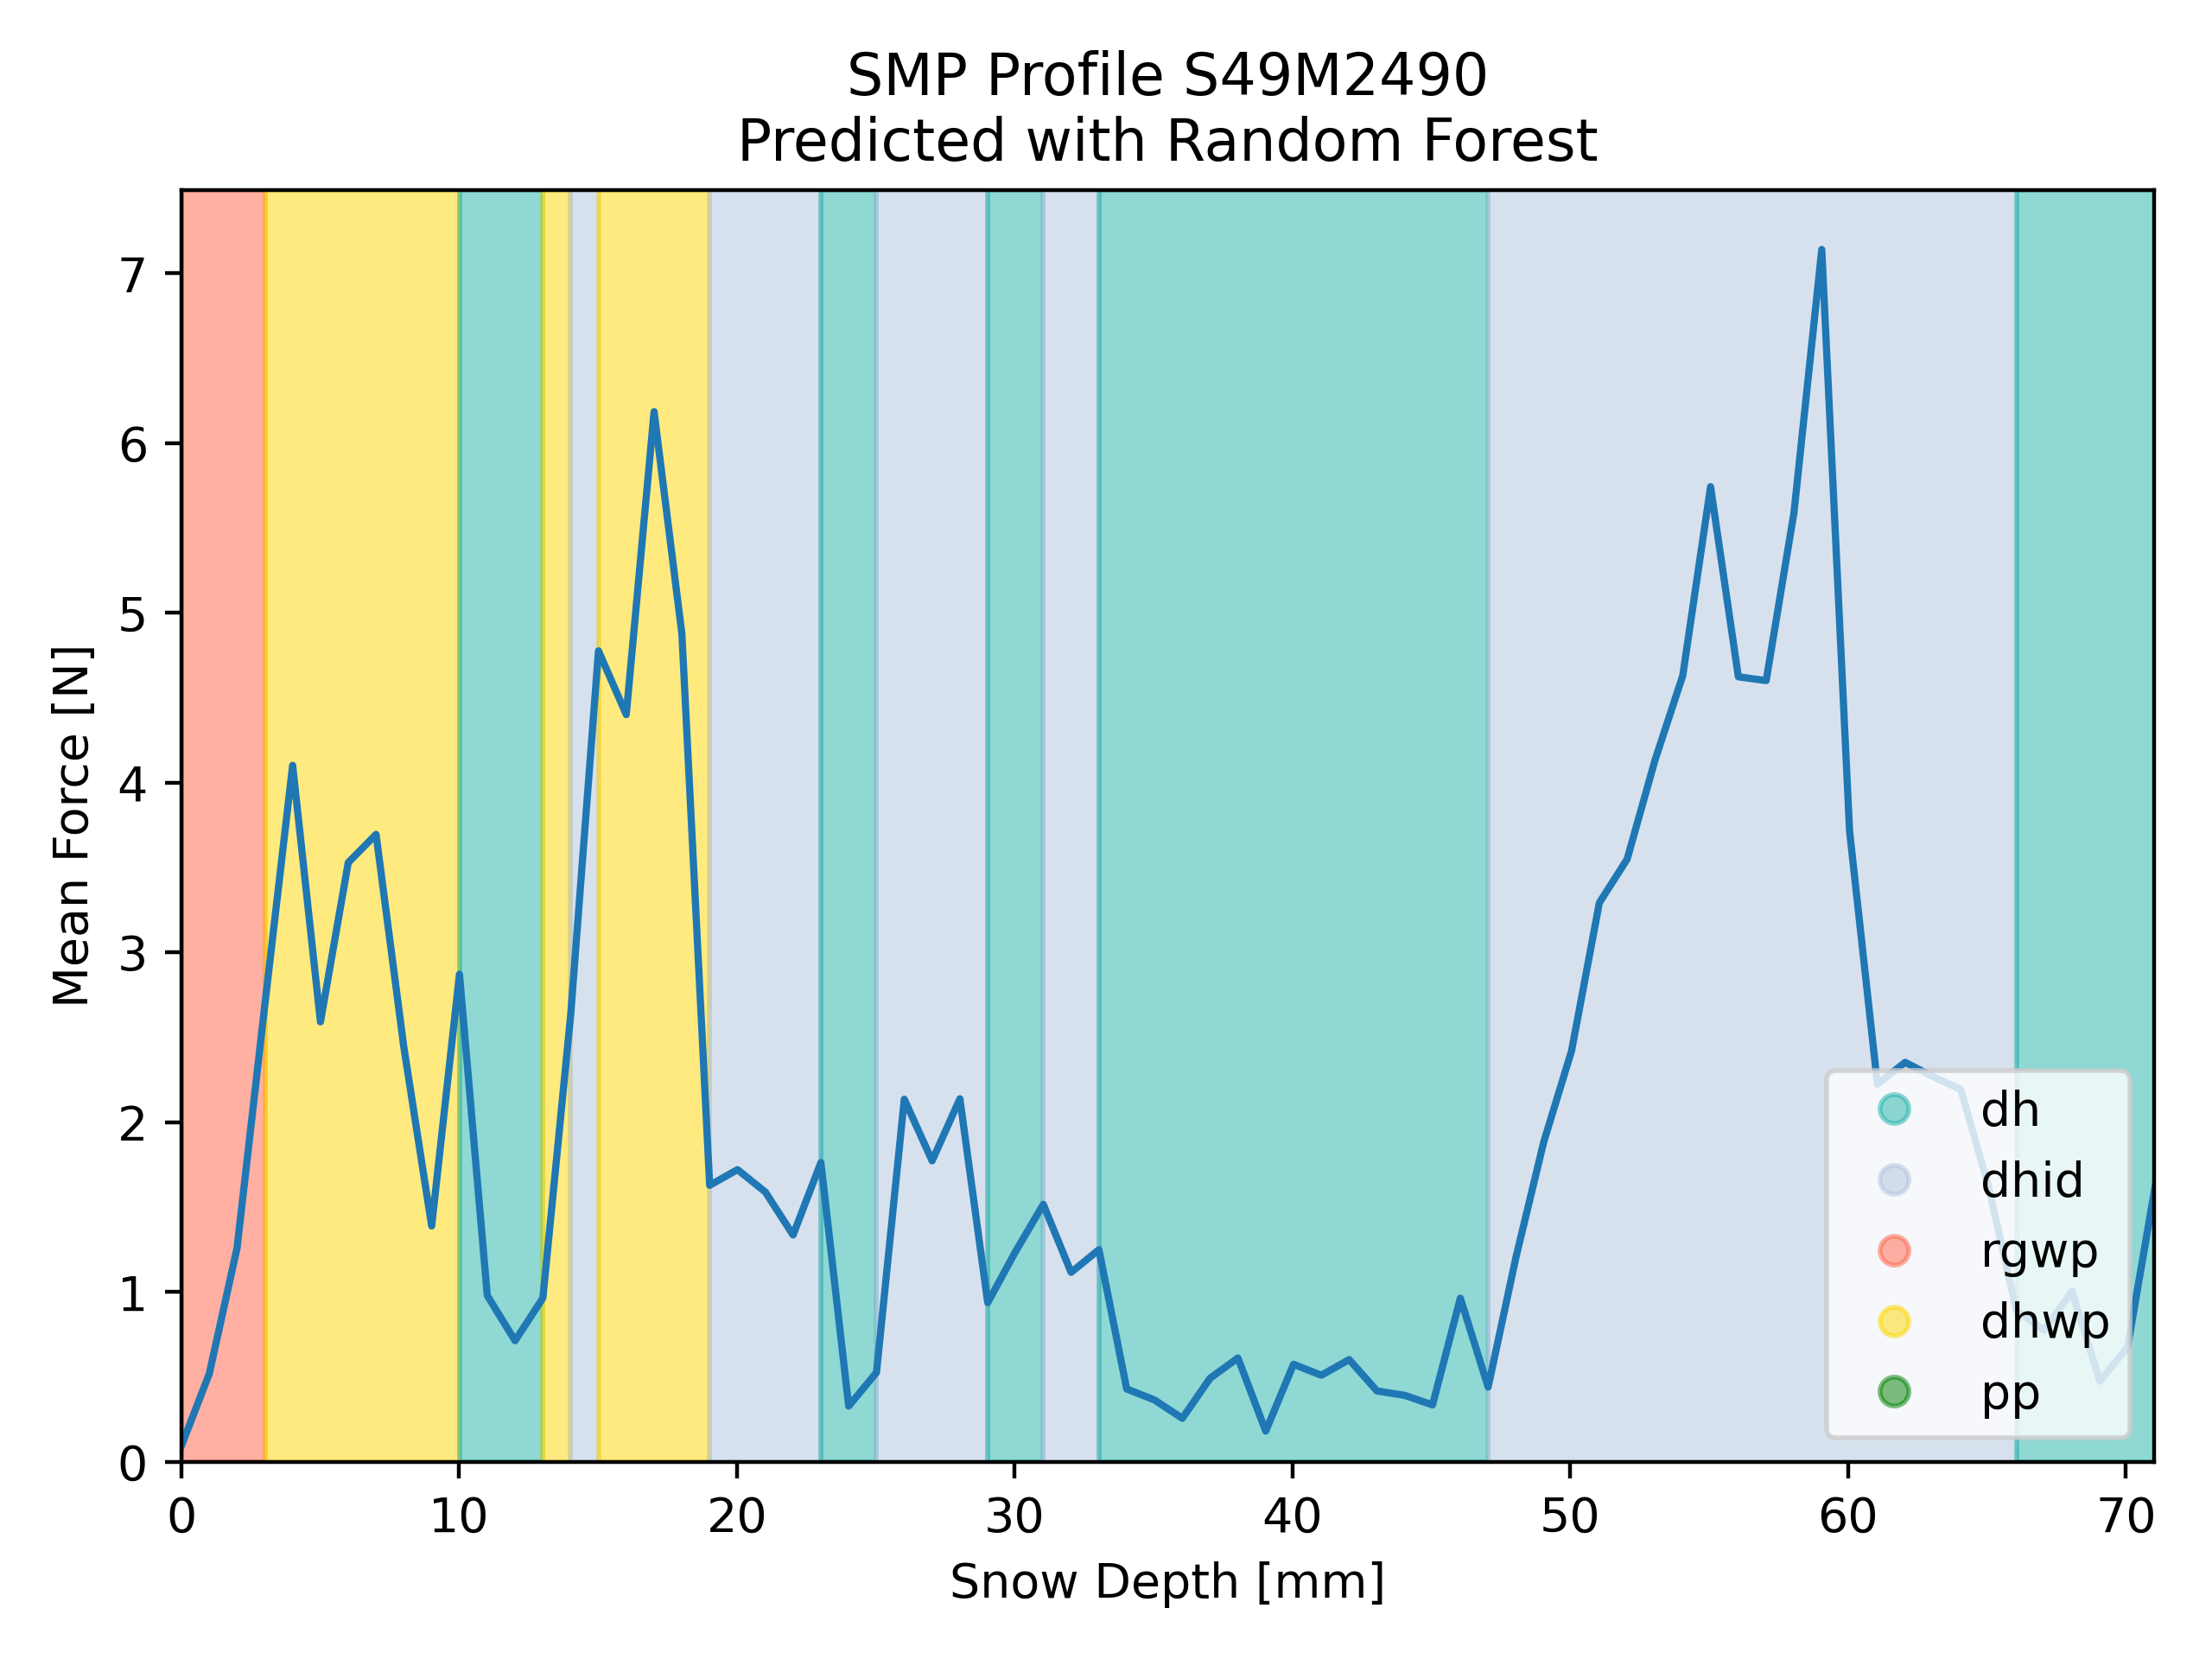 SMP Profile S49M2490
Predicted with Random Forest
Mean Force [N]
7
6
5
4
3
2
1
0
dh
dhid
rgwp
dhwp
pp
0 10 20 30 40 50 60 70
Snow Depth [mm]